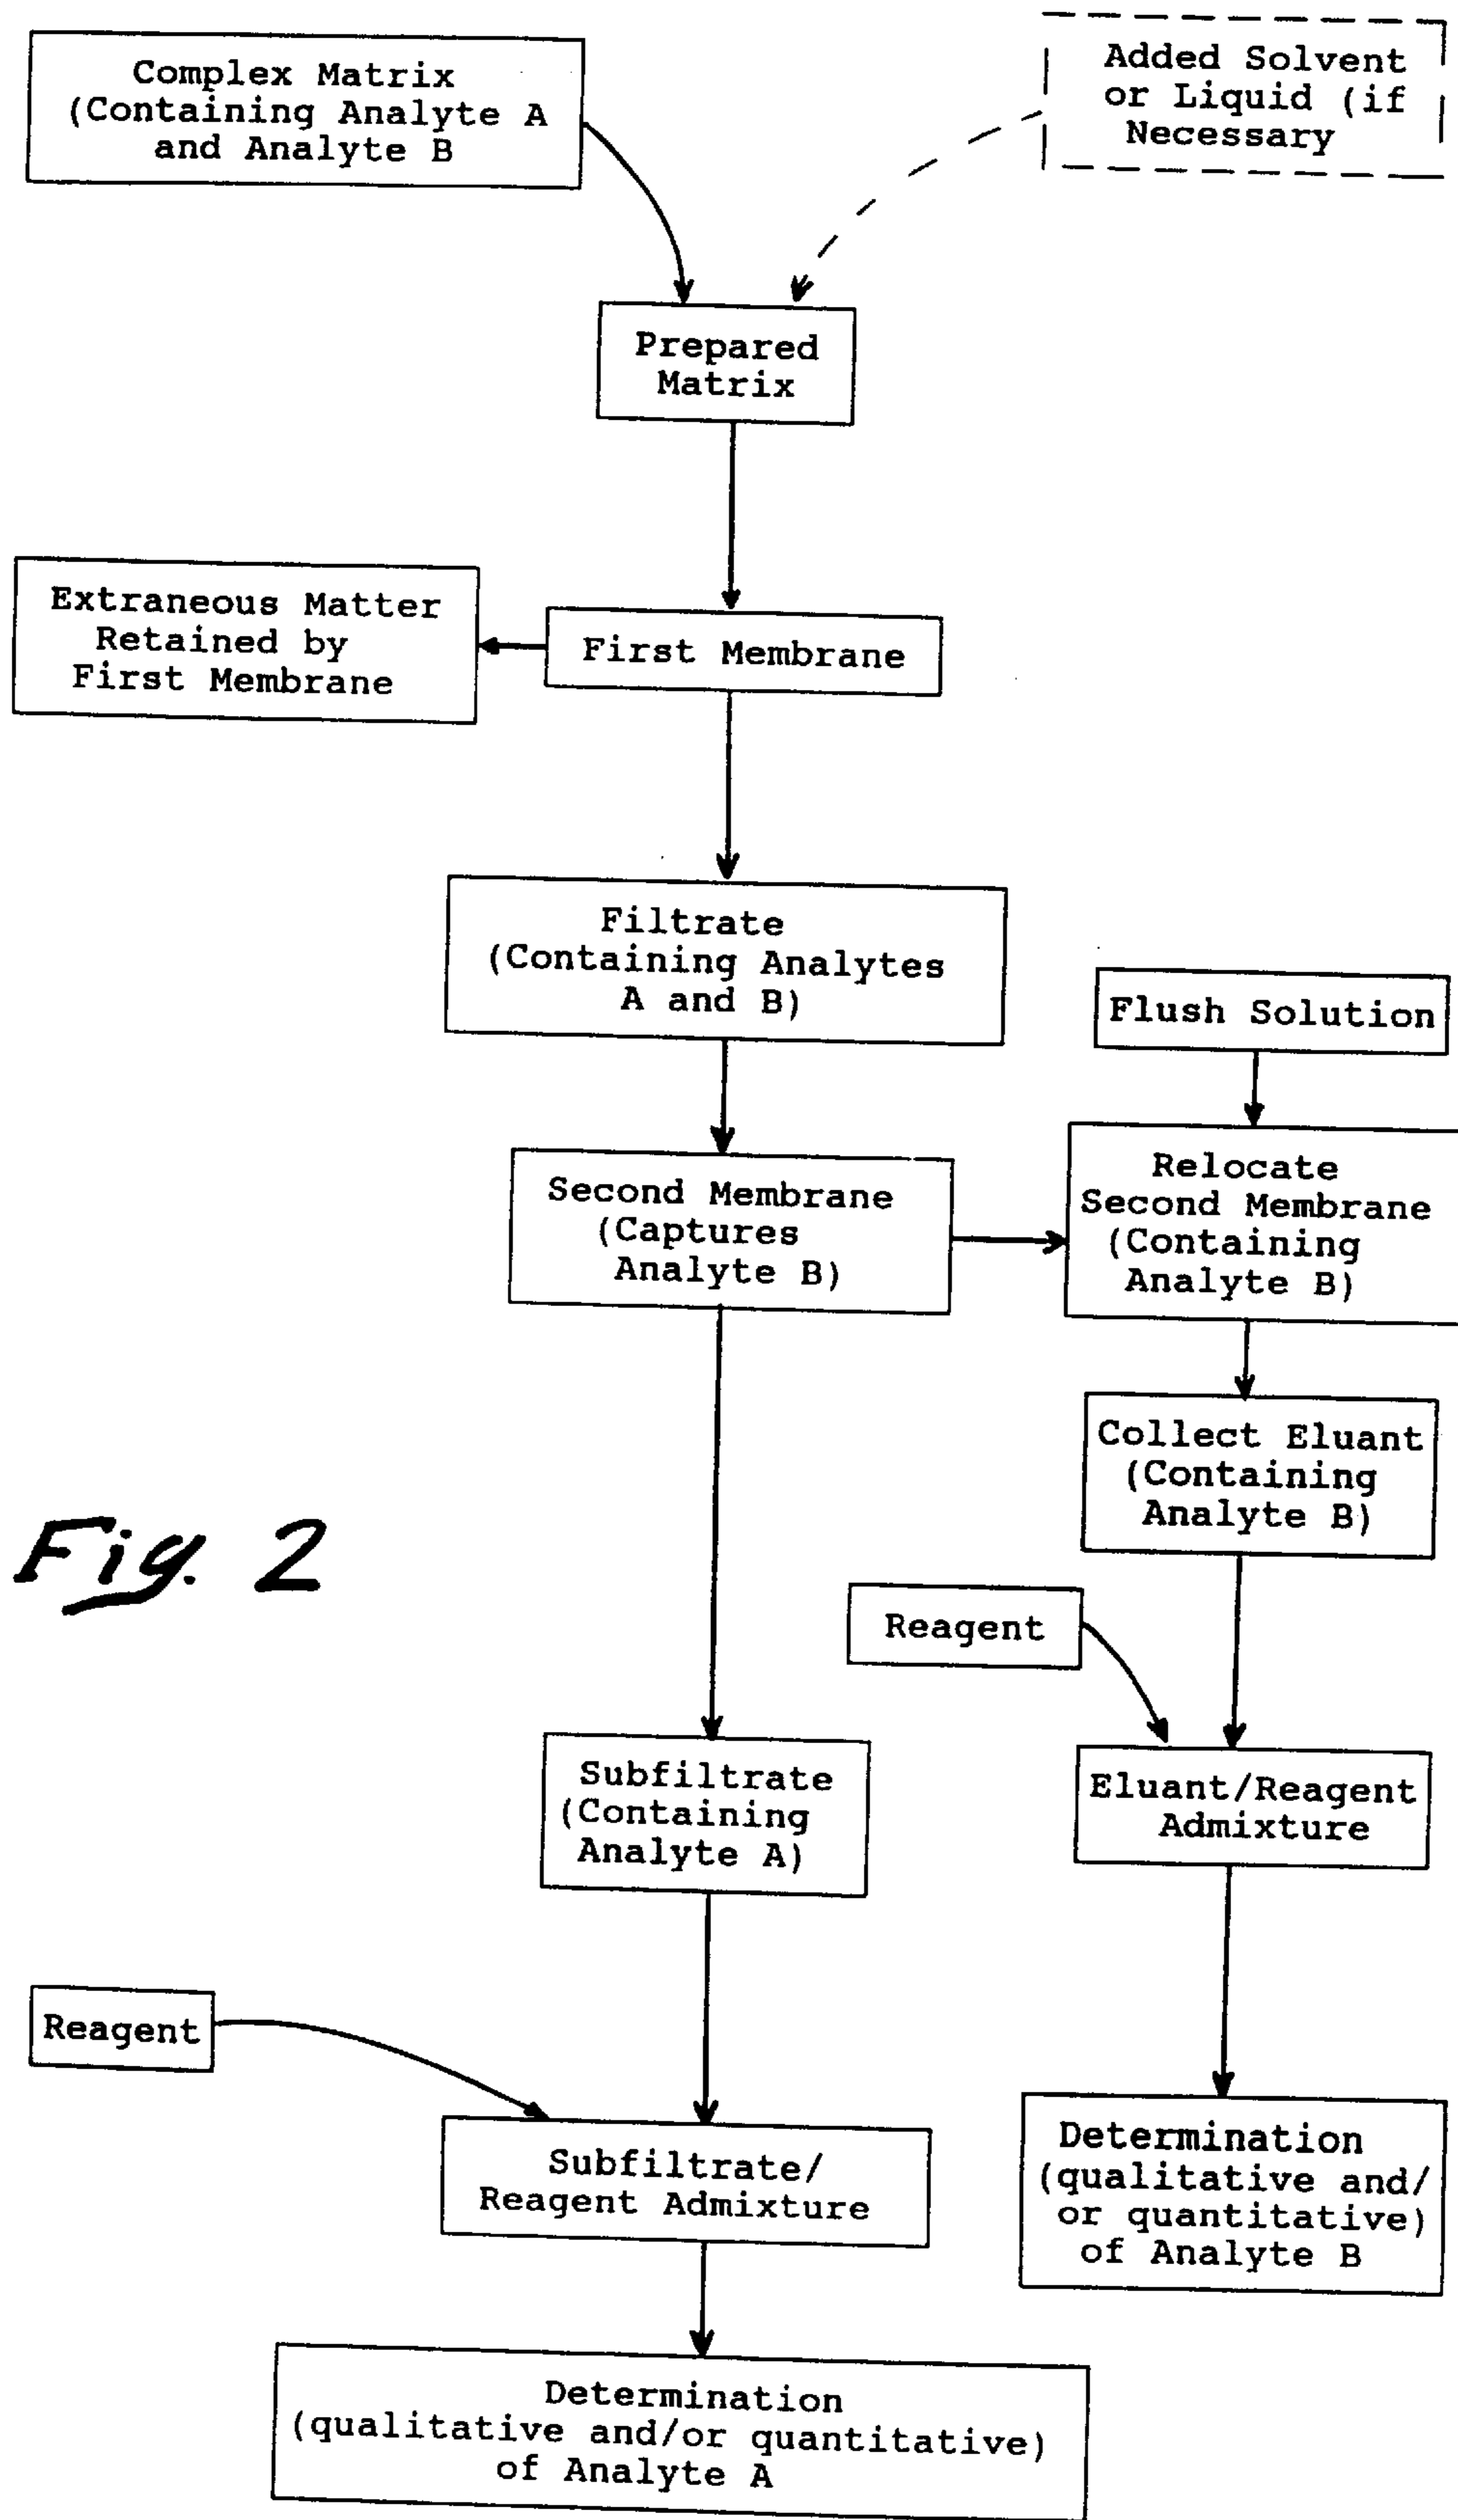 Complex Matrix
(Containing Analyte A
and Analyte B
Added Solvent
or Liquid (if
Necessary
Prepared
Matrix
Extraneous Matter
Retained by
First Membrane
First Membrane
Filtrate
(Containing Analytes
A and B)
Flush Solution
Second Membrane
(Captures
Analyte B)
Relocate
Second Membrane
(Containing
Analyte B)
Collect Eluant
(Containing
Analyte B)
Fig. 2
Reagent
Subfiltrate
(Containing
Analyte A)
Eluant/Reagent
Admixture
Reagent
Subfiltrate/
Reagent Admixture
Determination
(qualitative and/
or quantitative)
of Analyte B
Determination
(qualitative and/or quantitative)
of Analyte A